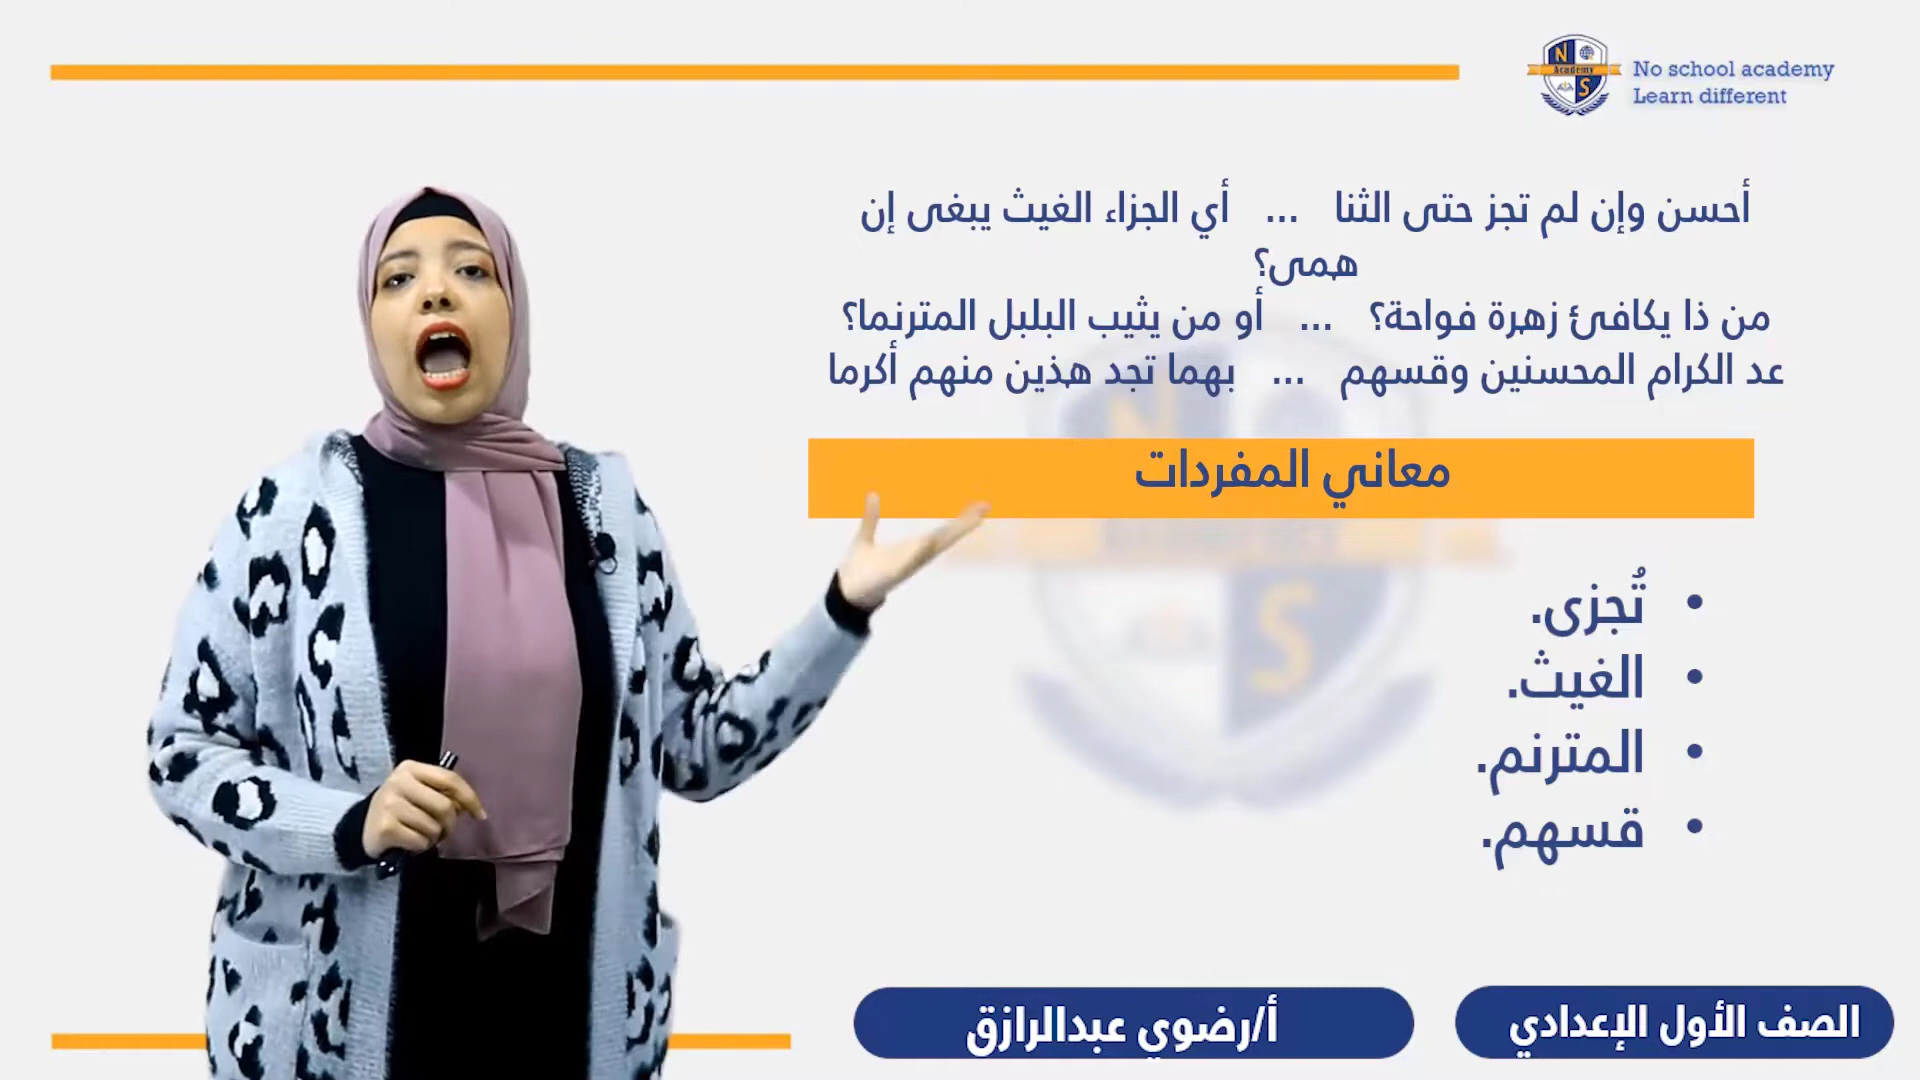 No school academy
Learn different
N
Academy
S
أحسن وإن لم تجز حتى الثنا ... أي الجزاء الغيث يبغى إن
همى؟
من ذا يكافئ زهرة فواحة؟ ... أو من يثيب البلبل المترنما؟
عد الكرام المحسنين وقسهم ... بهما تجد هذين منهم أكرما
معاني المفردات
• تُجزى.
• الغيث.
• المترنم.
• قسهم.
الصف الأول الإعدادي
أ/رضوي عبدالرازق